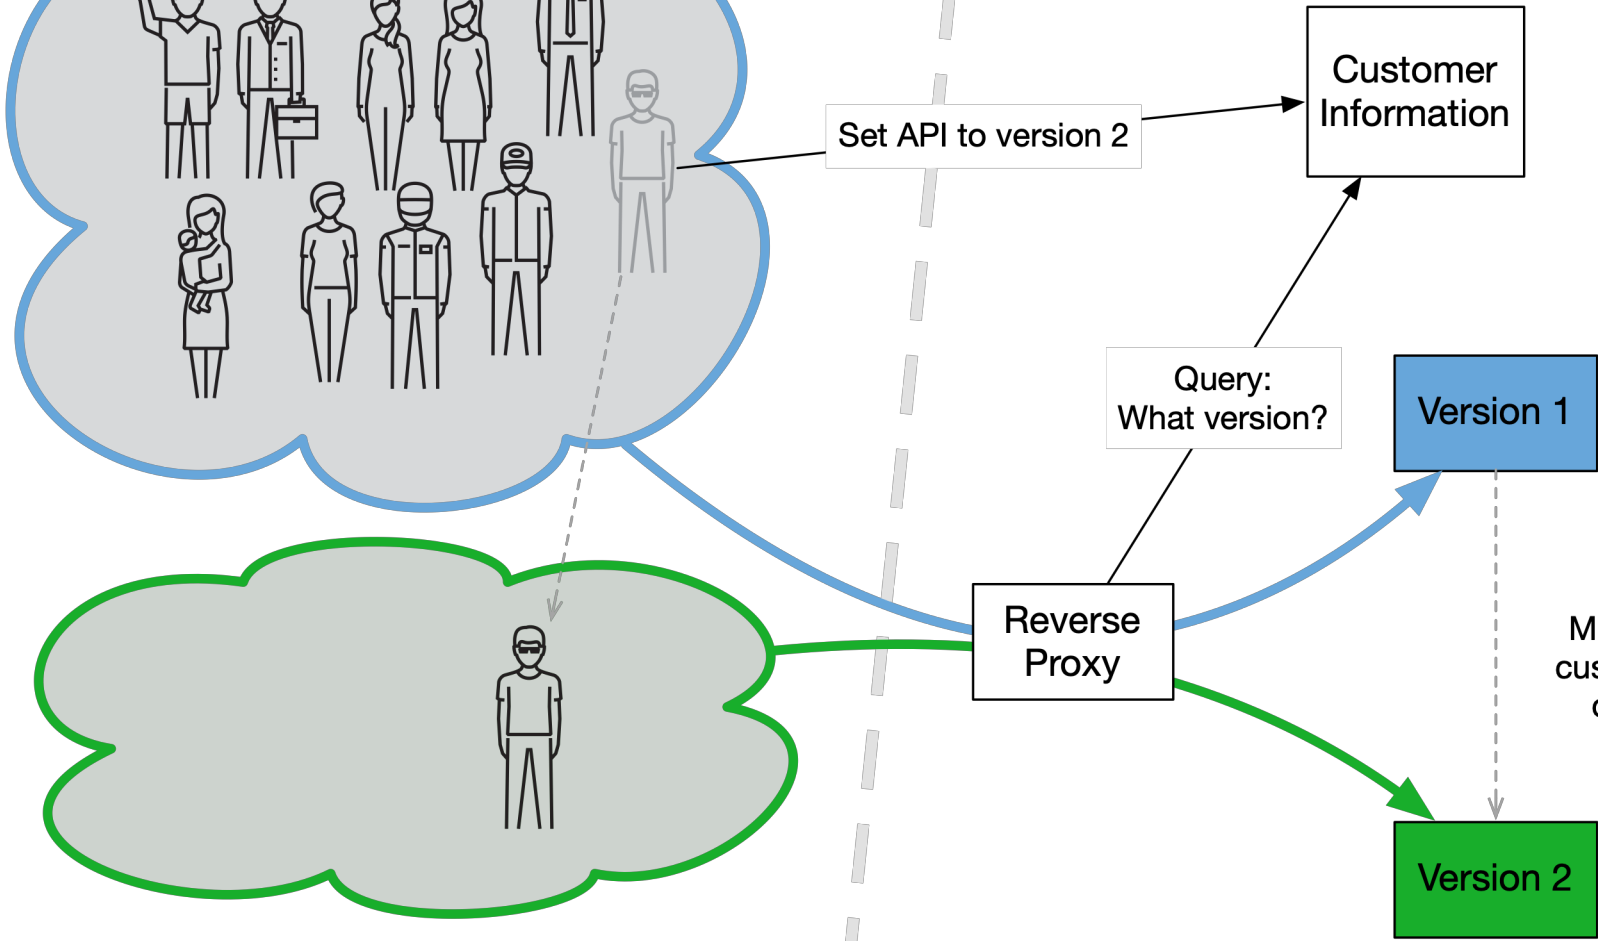 Customer
Information
Set API to version 2
Query:
What version?
Version 1
Reverse
Proxy
Version 2